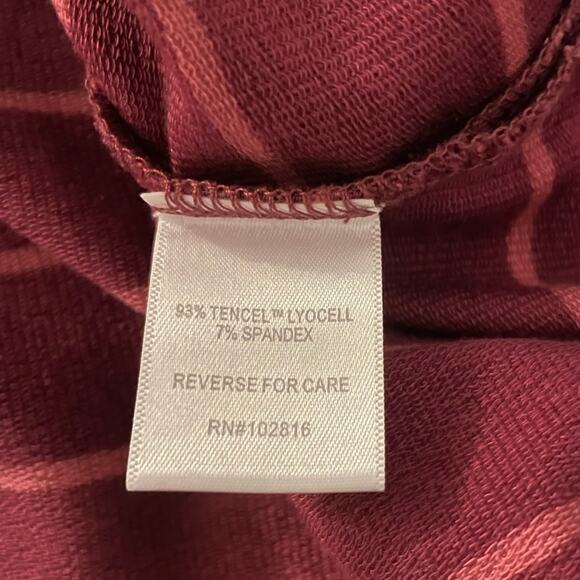 93% TENCEL™ LYOCELL
7% SPANDEX
REVERSE FOR CARE
RN#102816